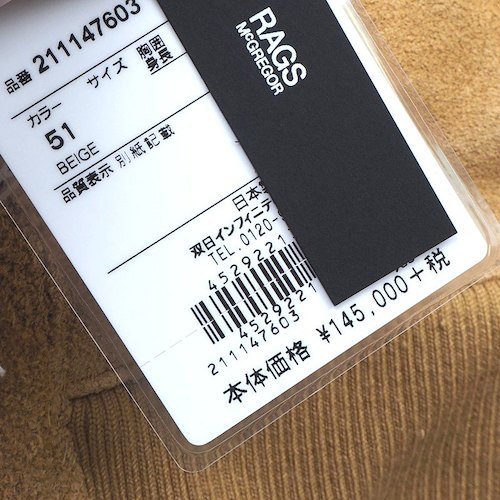 RAGS
McGREGOR
品番 211147603
カラー サイズ 胸囲
身長
51
BEIGE
品質表示 別紙記載
日本
双日インフィニテ
TEL.0120-
4529221
4529221
211147603
本体価格 ¥145,000+税